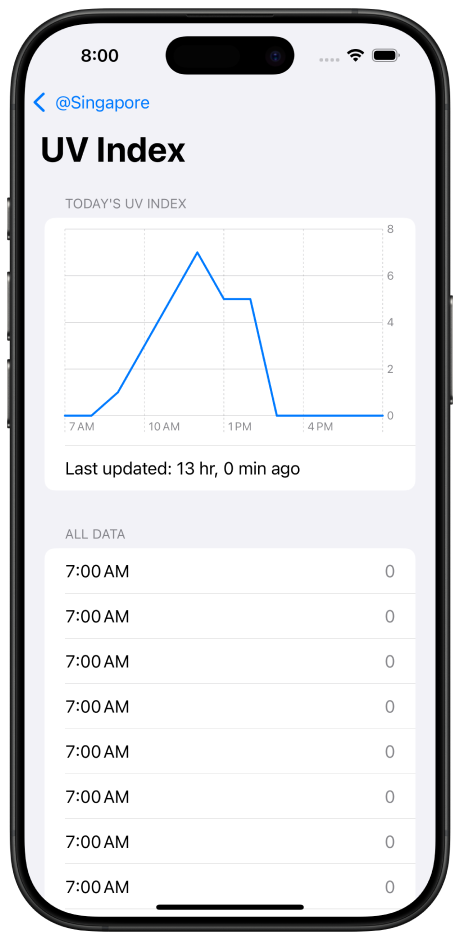 8:00
@Singapore
UV Index
TODAY'S UV INDEX
8
6
4
2
0
7 AM 10 AM 1 PM 4 PM
Last updated: 13 hr, 0 min ago
ALL DATA
7:00 AM 0
7:00 AM 0
7:00 AM 0
7:00 AM 0
7:00 AM 0
7:00 AM 0
7:00 AM 0
7:00 AM 0